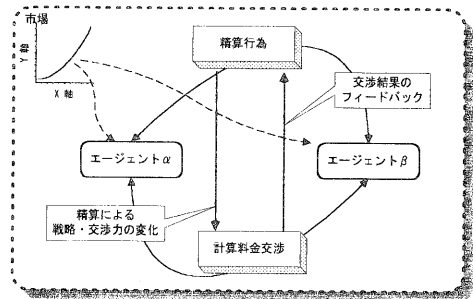 市場
Y 軸
X 軸
精算行為
交渉結果の
フィードバック
エージェントα
エージェントβ
精算による
戦略・交渉力の変化
計算料金交渉